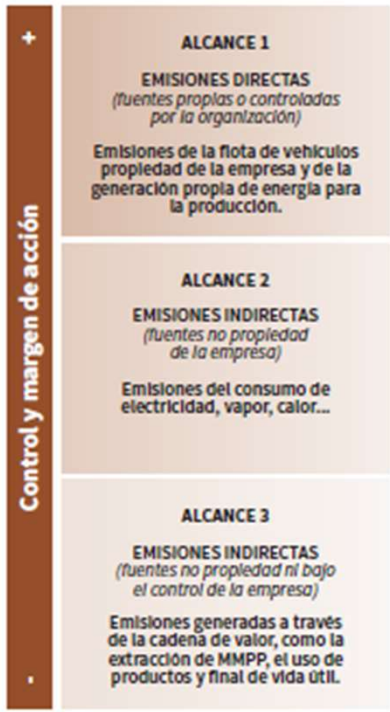 +
Control y margen de acción
-
ALCANCE 1
EMISIONES DIRECTAS
(fuentes propias o controladas
por la organización)
Emisiones de la flota de vehículos
propiedad de la empresa y de la
generación propia de energía para
la producción.
ALCANCE 2
EMISIONES INDIRECTAS
(fuentes no propiedad
de la empresa)
Emisiones del consumo de
electricidad, vapor, calor...
ALCANCE 3
EMISIONES INDIRECTAS
(fuentes no propiedad ni bajo
el control de la empresa)
Emisiones generadas a través
de la cadena de valor, como la
extracción de MMPP, el uso de
productos y final de vida útil.